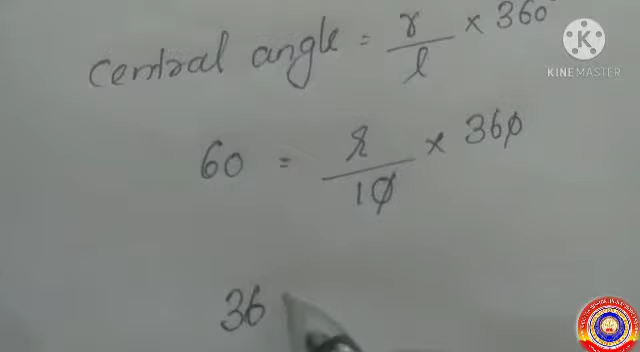 central angle = r/l × 360°
KINEMASTER
60 = r/10 × 360
36